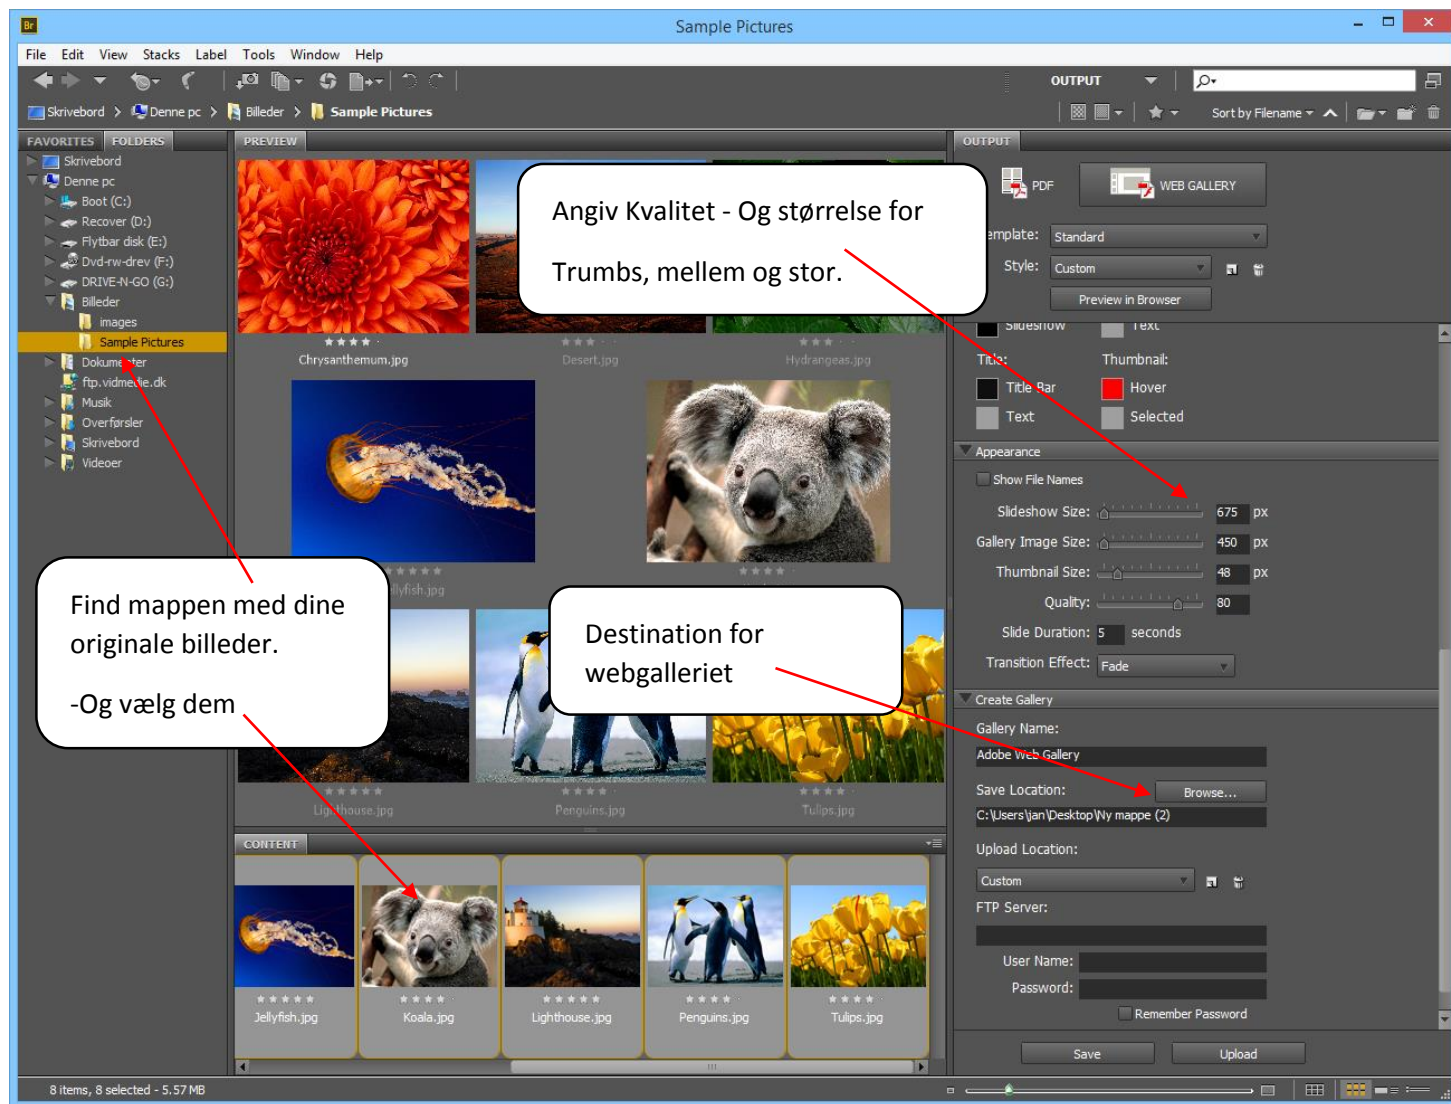 Br
Sample Pictures
File Edit View Stacks Label Tools Window Help
OUTPUT
Skrivebord > Denne pc > Billeder > Sample Pictures
Sort by Filename
FAVORITES FOLDERS
Skrivebord
Denne pc
Boot (C:)
Recover (D:)
Flytbar disk (E:)
Dvd-rw-drev (F:)
DRIVE-N-GO (G:)
Billeder
images
Sample Pictures
Dokumenter
ftp.vidmedie.dk
Musik
Overførsler
Skrivebord
Videoer
Find mappen med dine
originale billeder.
-Og vælg dem
PREVIEW
Angiv Kvalitet - Og størrelse for
Trumbs, mellem og stor.
Chrysanthemum.jpg
Desert.jpg
Hydrangeas.jpg
llyfish.jpg
Destination for
webgalleriet
Lighthouse.jpg
Penguins.jpg
Tulips.jpg
CONTENT
Jellyfish.jpg
Koala.jpg
Lighthouse.jpg
Penguins.jpg
Tulips.jpg
OUTPUT
PDF
WEB GALLERY
emplate: Standard
Style: Custom
Preview in Browser
Slideshow Text
Title: Thumbnail:
Title Bar Hover
Text Selected
Appearance
Show File Names
Slideshow Size: 675 px
Gallery Image Size: 450 px
Thumbnail Size: 48 px
Quality: 80
Slide Duration: 5 seconds
Transition Effect: Fade
Create Gallery
Gallery Name:
Adobe Web Gallery
Save Location: Browse...
C:\Users\jan\Desktop\Ny mappe (2)
Upload Location:
Custom
FTP Server:
User Name:
Password:
Remember Password
Save Upload
8 items, 8 selected - 5.57 MB